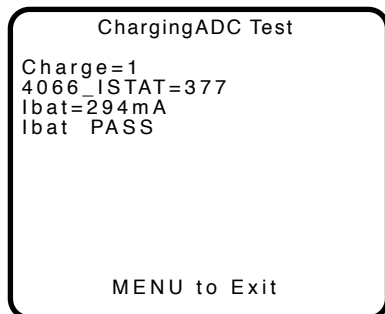 ChargingADC Test
Charge=1
4066_ISTAT=377
Ibat=294mA
Ibat PASS
MENU to Exit